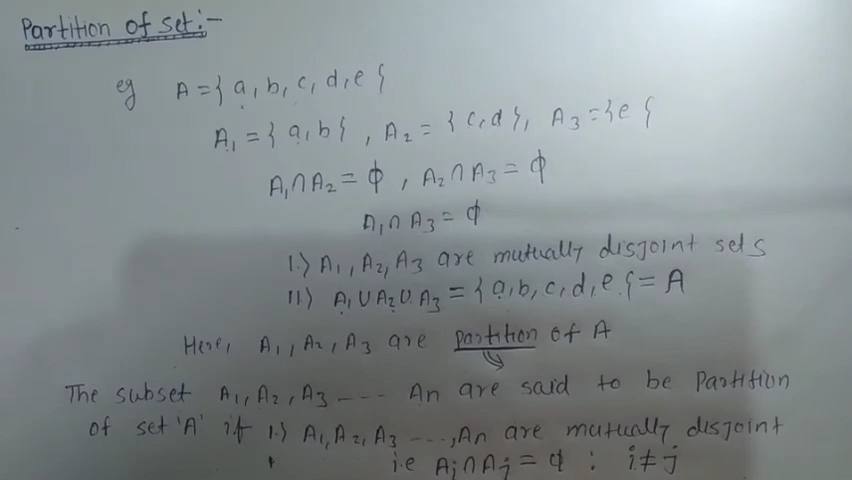 Partition of set:-
eg A = { a, b, c, d, e }
A₁ = { a, b }, A₂ = { c, d }, A₃ = { e }
A₁ ∩ A₂ = ϕ , A₂ ∩ A₃ = ϕ
A₁ ∩ A₃ = ϕ
I.) A₁, A₂, A₃ are mutually disjoint sets
II) A₁ ∪ A₂ ∪ A₃ = { a, b, c, d, e } = A
Here, A₁, A₂, A₃ are partition of A
The subset A₁, A₂, A₃ ---- An are said to be Partition
of set 'A' if I.) A₁, A₂, A₃ ---, An are mutually disjoint
i.e Ai ∩ Aj = ϕ : i ≠ j